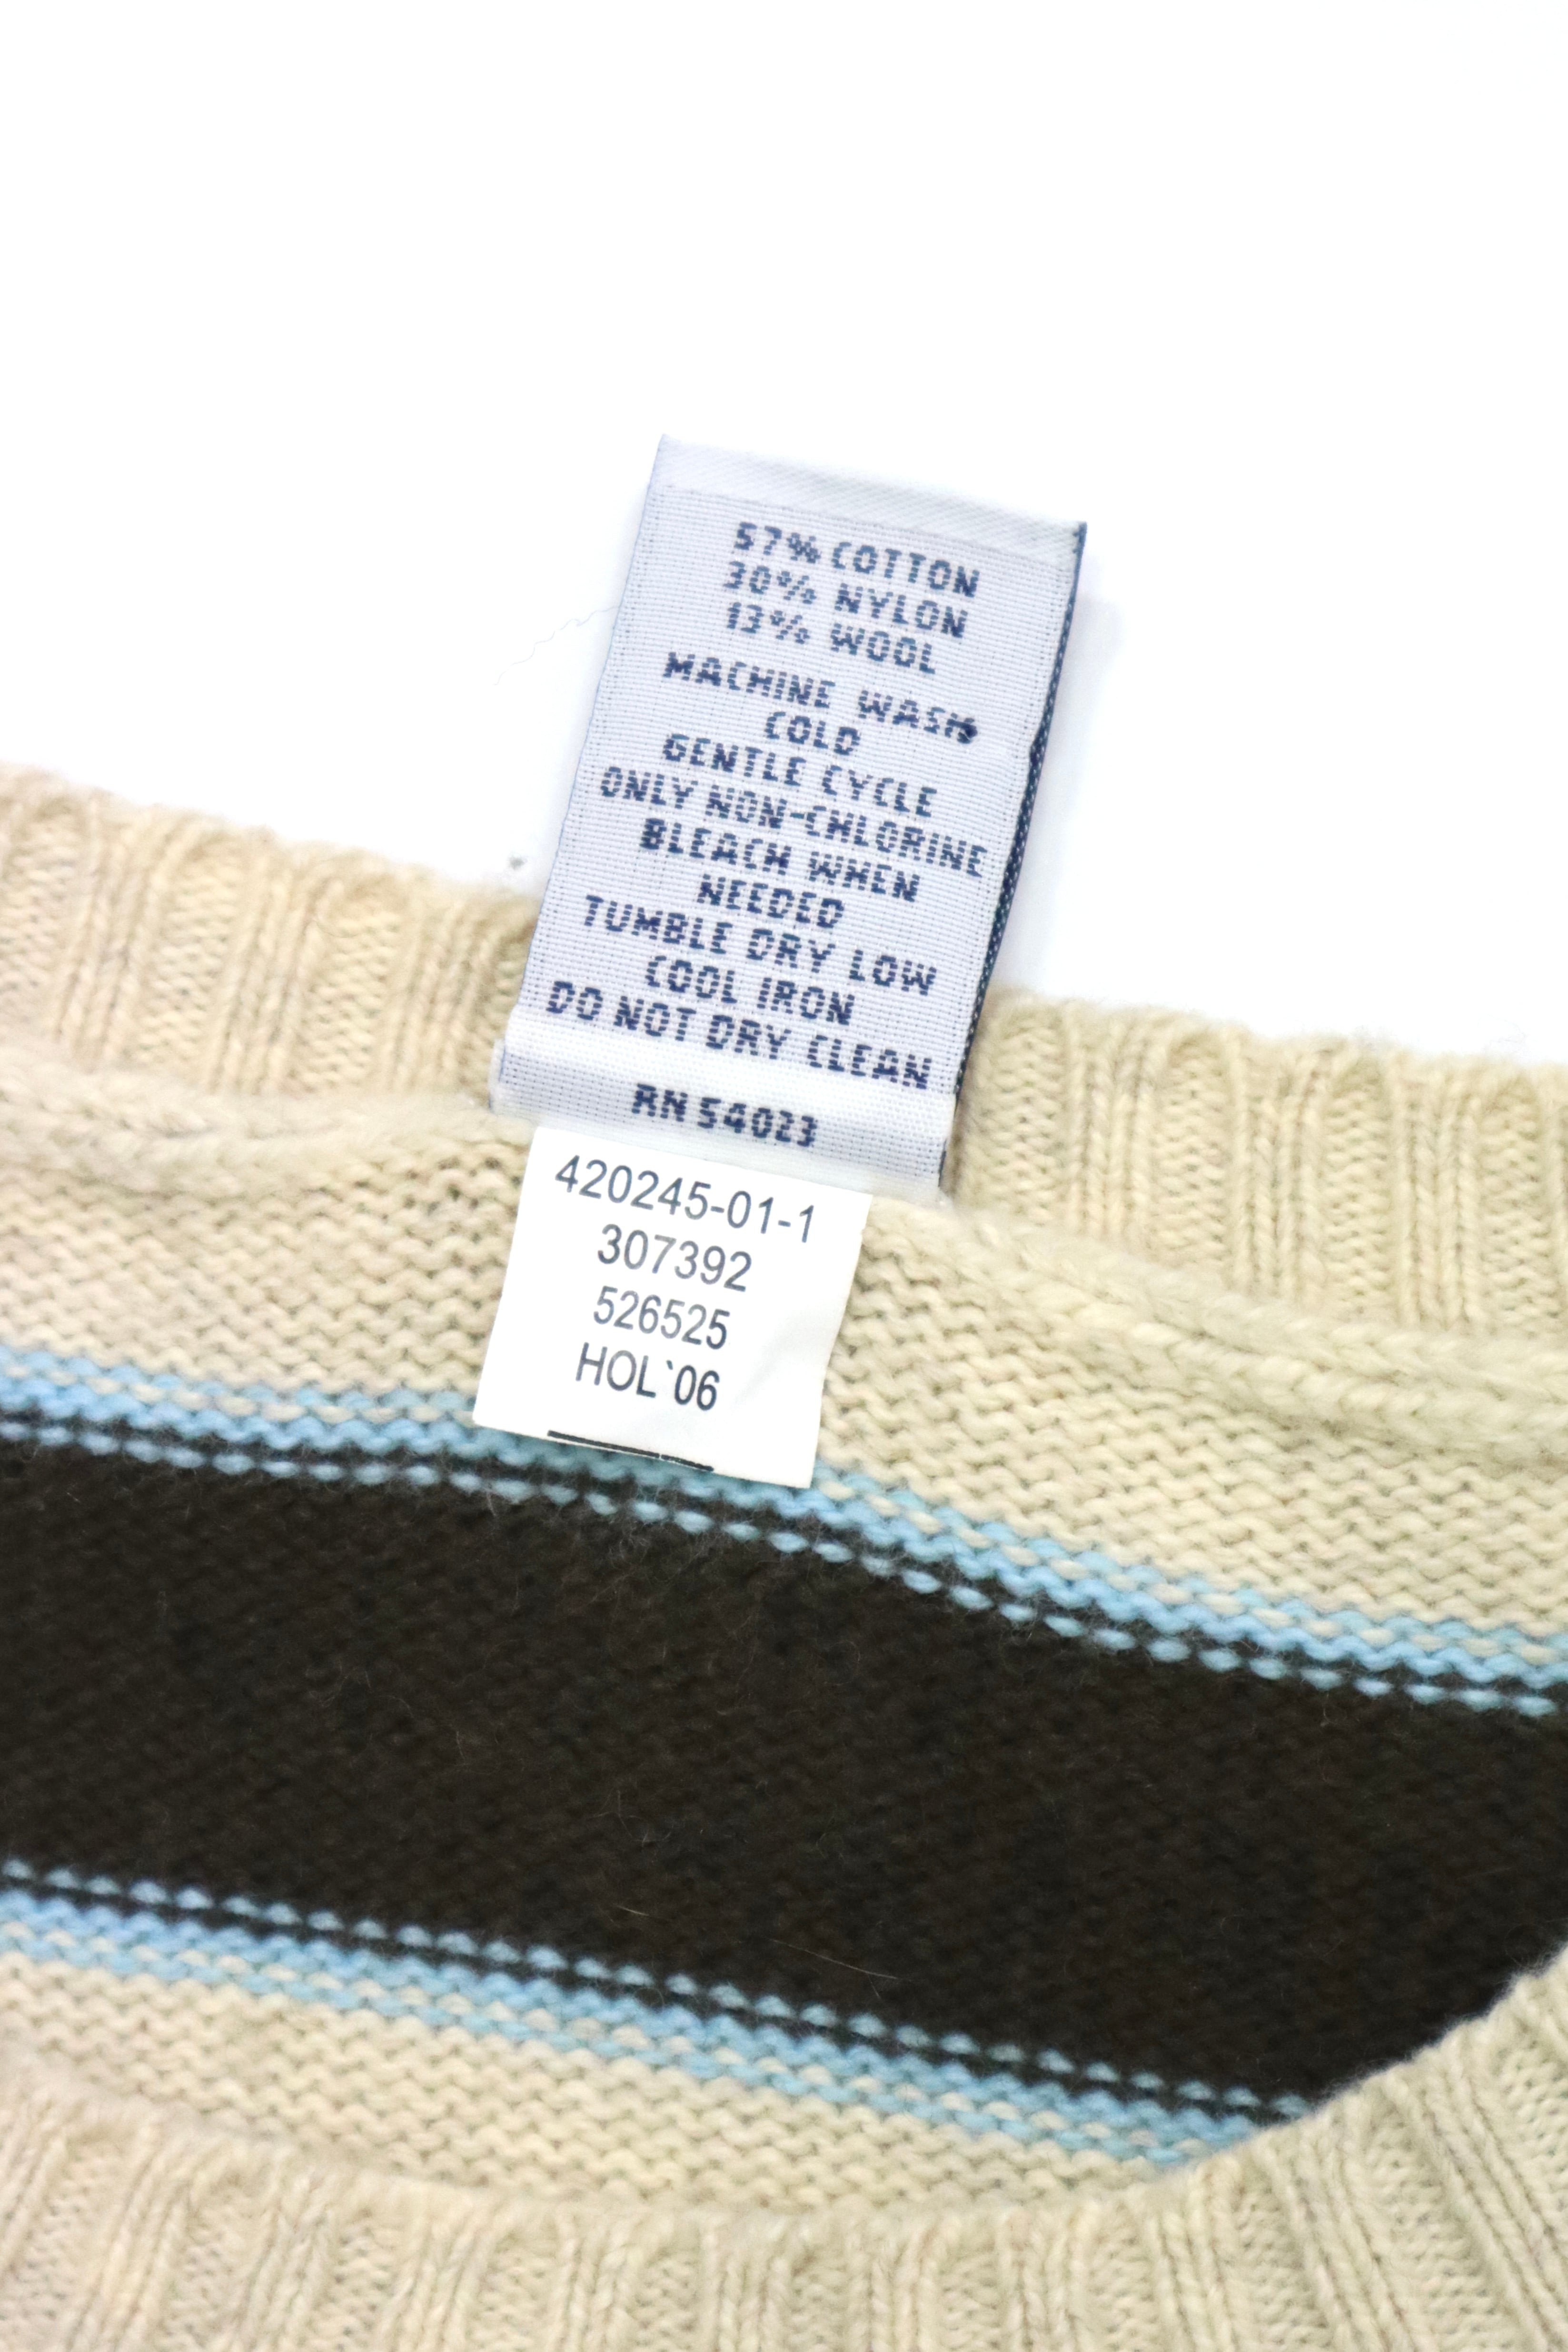 57% COTTON
30% NYLON
13% WOOL
MACHINE WASH
COLD
GENTLE CYCLE
ONLY NON-CHLORINE
BLEACH WHEN
NEEDED
TUMBLE DRY LOW
COOL IRON
DO NOT DRY CLEAN
RN 54023
420245-01-1
307392
526525
HOL`06